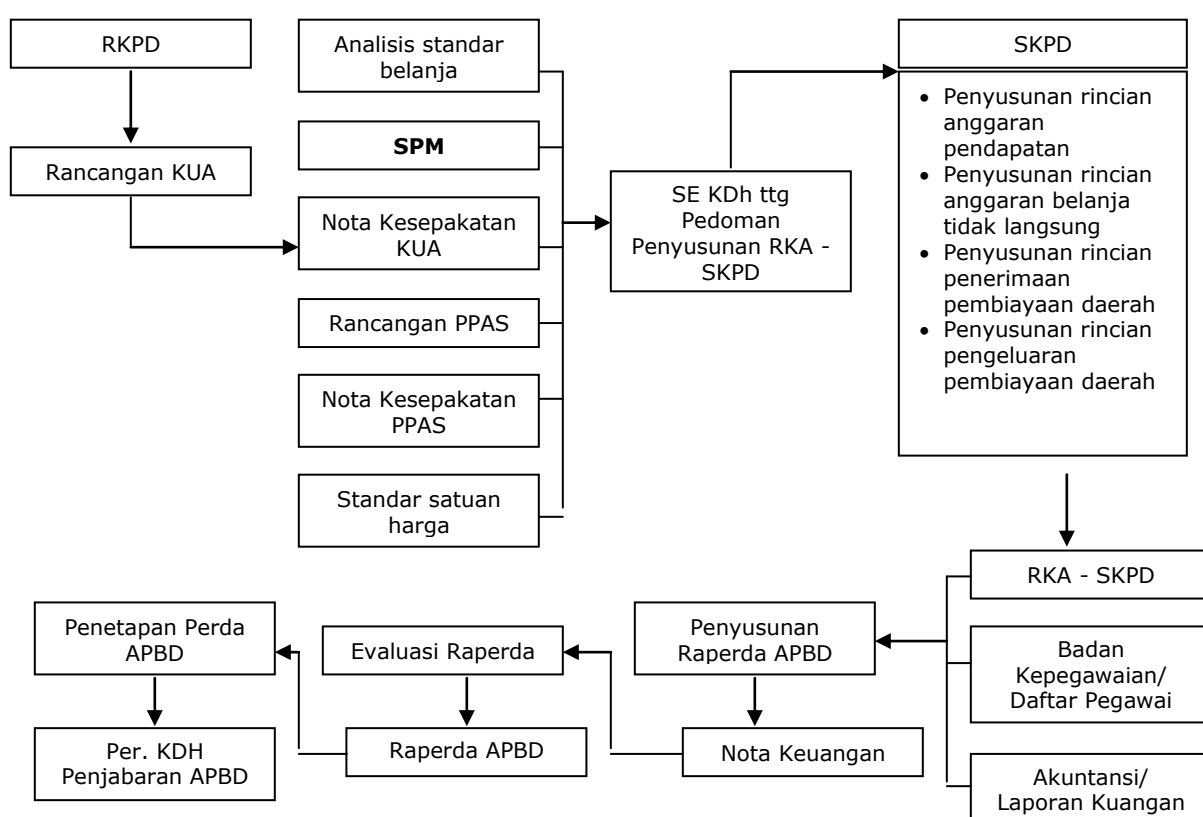 RKPD
Rancangan KUA
Analisis standar
belanja
SPM
Nota Kesepakatan
KUA
Rancangan PPAS
Nota Kesepakatan
PPAS
Standar satuan
harga
SE KDh ttg
Pedoman
Penyusunan RKA -
SKPD
SKPD
• Penyusunan rincian
anggaran
pendapatan
• Penyusunan rincian
anggaran belanja
tidak langsung
• Penyusunan rincian
penerimaan
pembiayaan daerah
• Penyusunan rincian
pengeluaran
pembiayaan daerah
RKA - SKPD
Badan
Kepegawaian/
Daftar Pegawai
Akuntansi/
Laporan Kuangan
Penyusunan
Raperda APBD
Nota Keuangan
Evaluasi Raperda
Raperda APBD
Penetapan Perda
APBD
Per. KDH
Penjabaran APBD